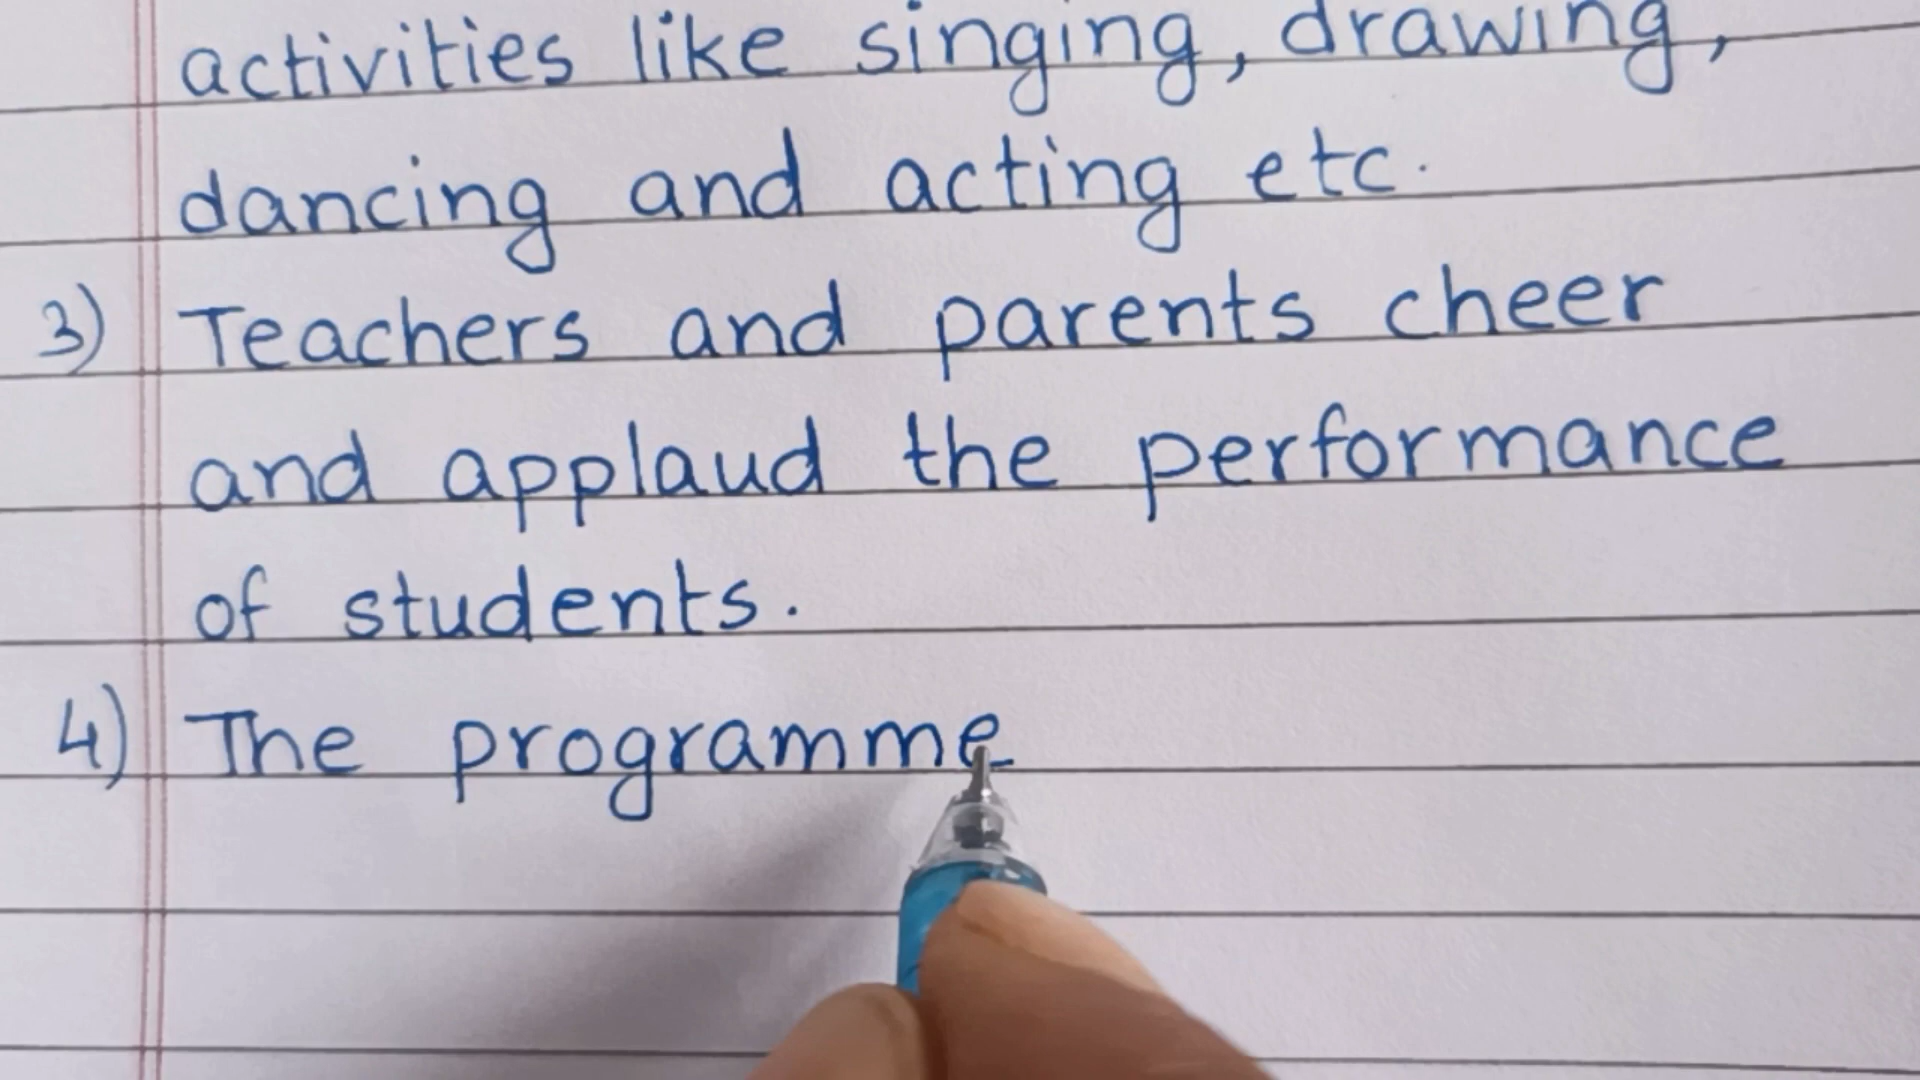 activities like singing, drawing,
dancing and acting etc.
3) Teachers and parents cheer
and applaud the performance
of students.
4) The programme